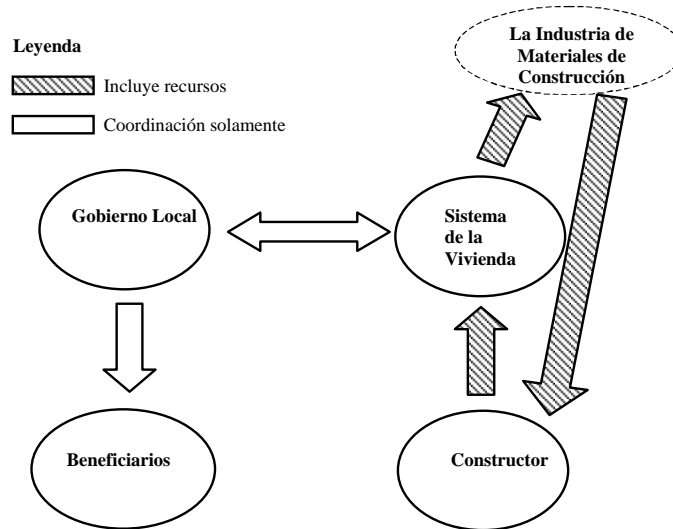 Leyenda
Incluye recursos
Coordinación solamente
La Industria de
Materiales de
Construcción
Gobierno Local
Sistema
de la
Vivienda
Beneficiarios
Constructor